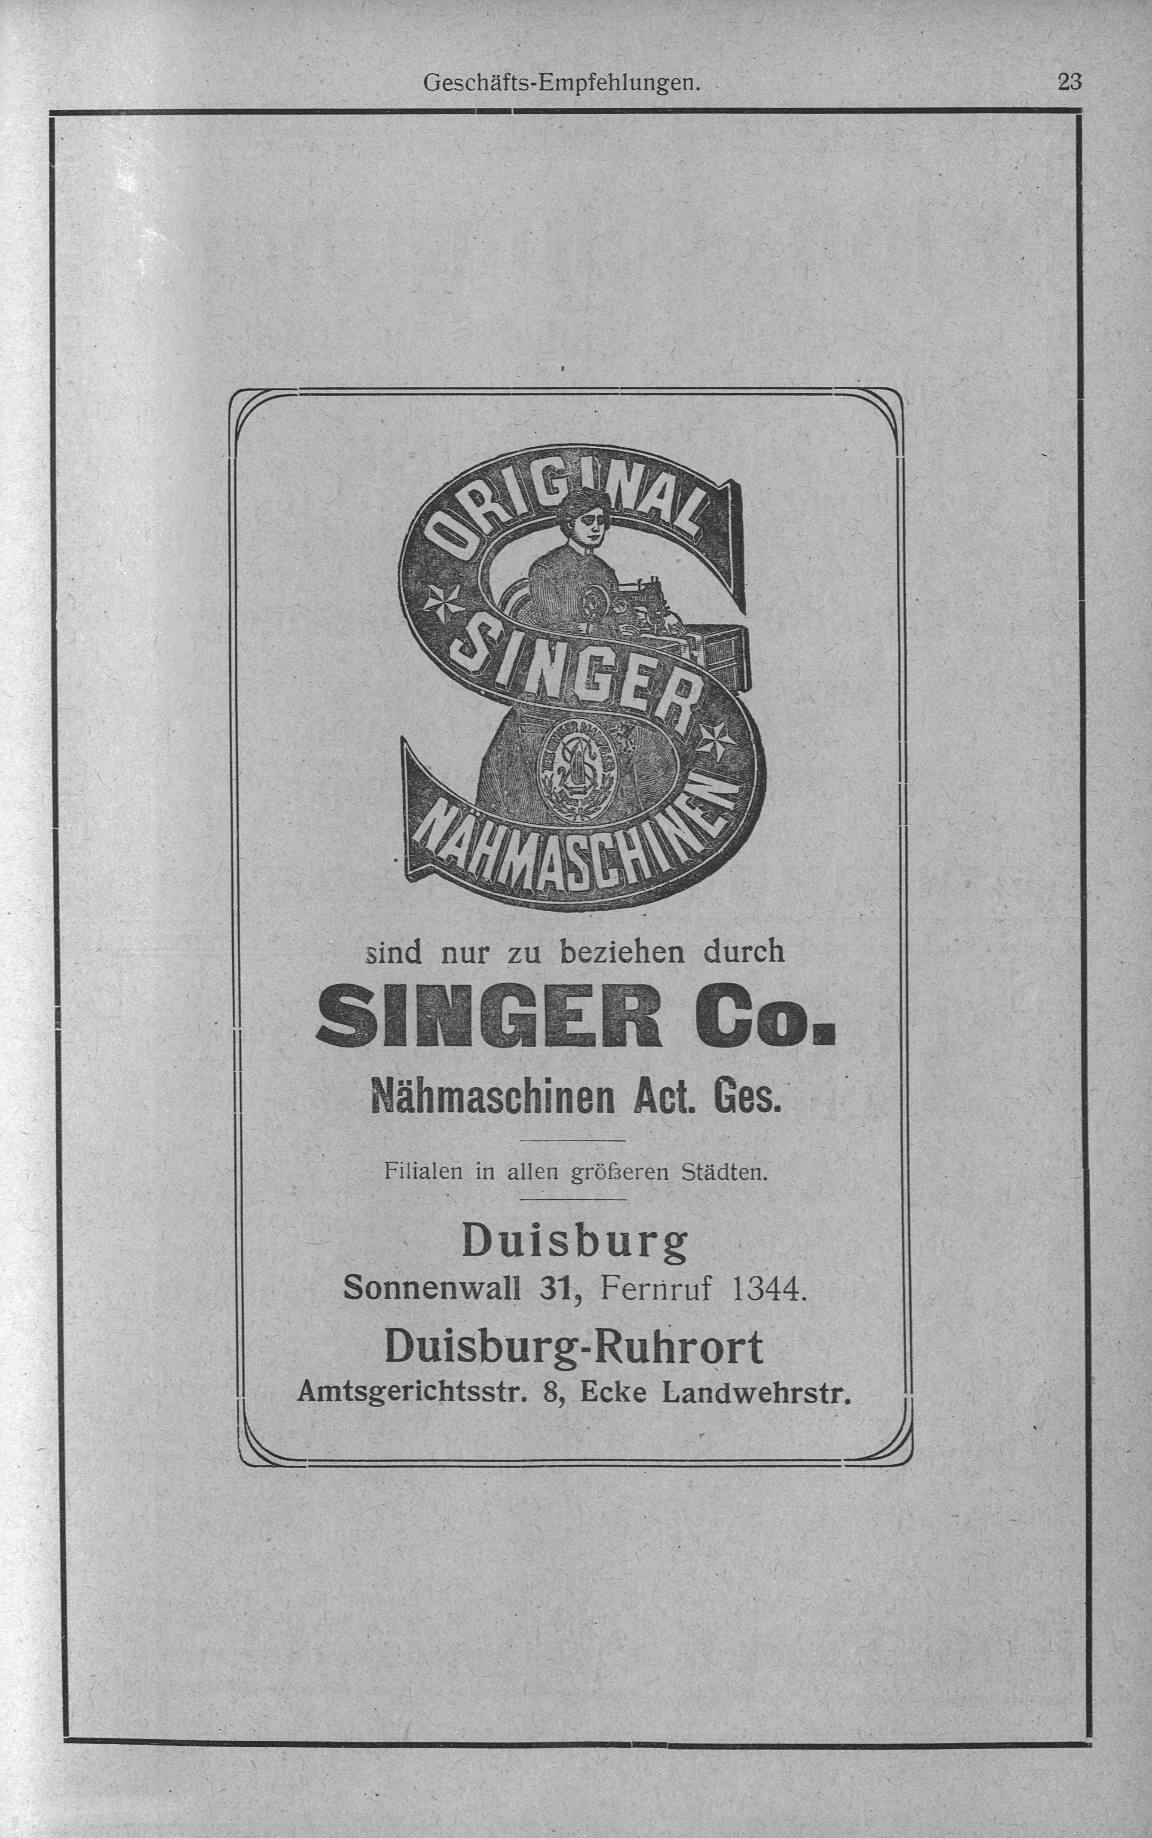 Geschäfts-Empfehlungen. 23
ORIGINAL
SINGER
NÄHMASCHINEN
sind nur zu beziehen durch
SINGER Co.
Nähmaschinen Act. Ges.
Filialen in allen größeren Städten.
Duisburg
Sonnenwall 31, Fernruf 1344.
Duisburg-Ruhrort
Amtsgerichtsstr. 8, Ecke Landwehrstr.